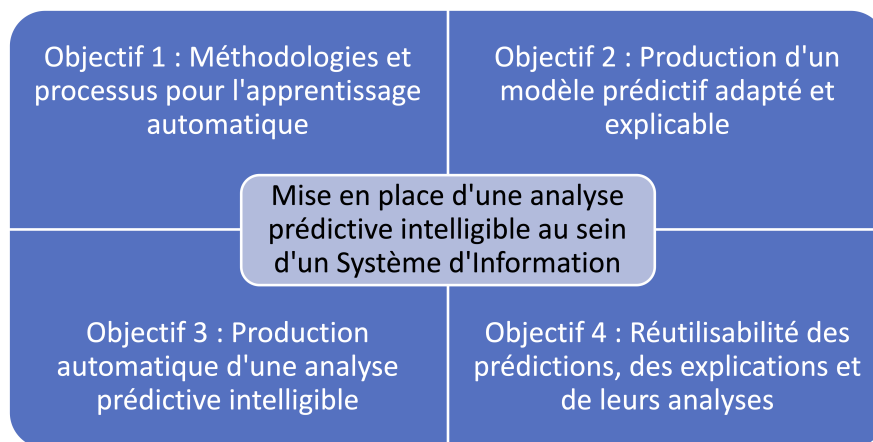 Objectif 1 : Méthodologies et
processus pour l'apprentissage
automatique
Objectif 2 : Production d'un
modèle prédictif adapté et
explicable
Mise en place d'une analyse
prédictive intelligible au sein
d'un Système d'Information
Objectif 3 : Production
automatique d'une analyse
prédictive intelligible
Objectif 4 : Réutilisabilité des
prédictions, des explications et
de leurs analyses